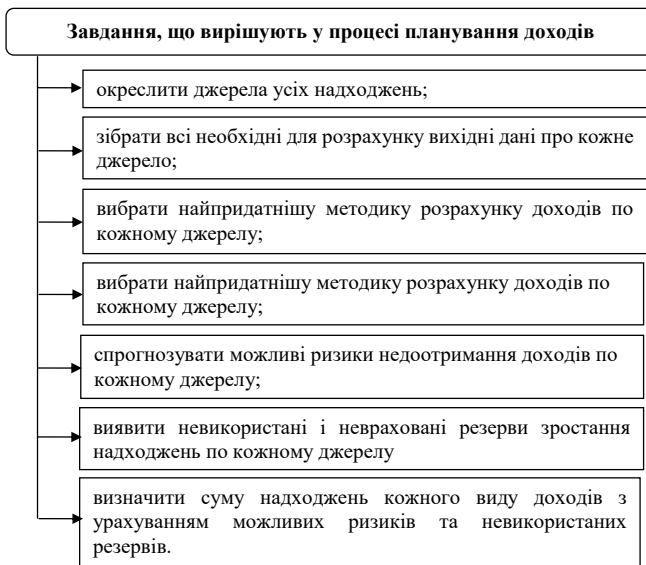 Завдання, що вирішують у процесі планування доходів
окреслити джерела усіх надходжень;
зібрати всі необхідні для розрахунку вихідні дані про кожне
джерело;
вибрати найпридатнішу методику розрахунку доходів по
кожному джерелу;
вибрати найпридатнішу методику розрахунку доходів по
кожному джерелу;
спрогнозувати можливі ризики недоотримання доходів по
кожному джерелу;
виявити невикористані і невраховані резерви зростання
надходжень по кожному джерелу
визначити суму надходжень кожного виду доходів з
урахуванням можливих ризиків та невикористаних
резервів.